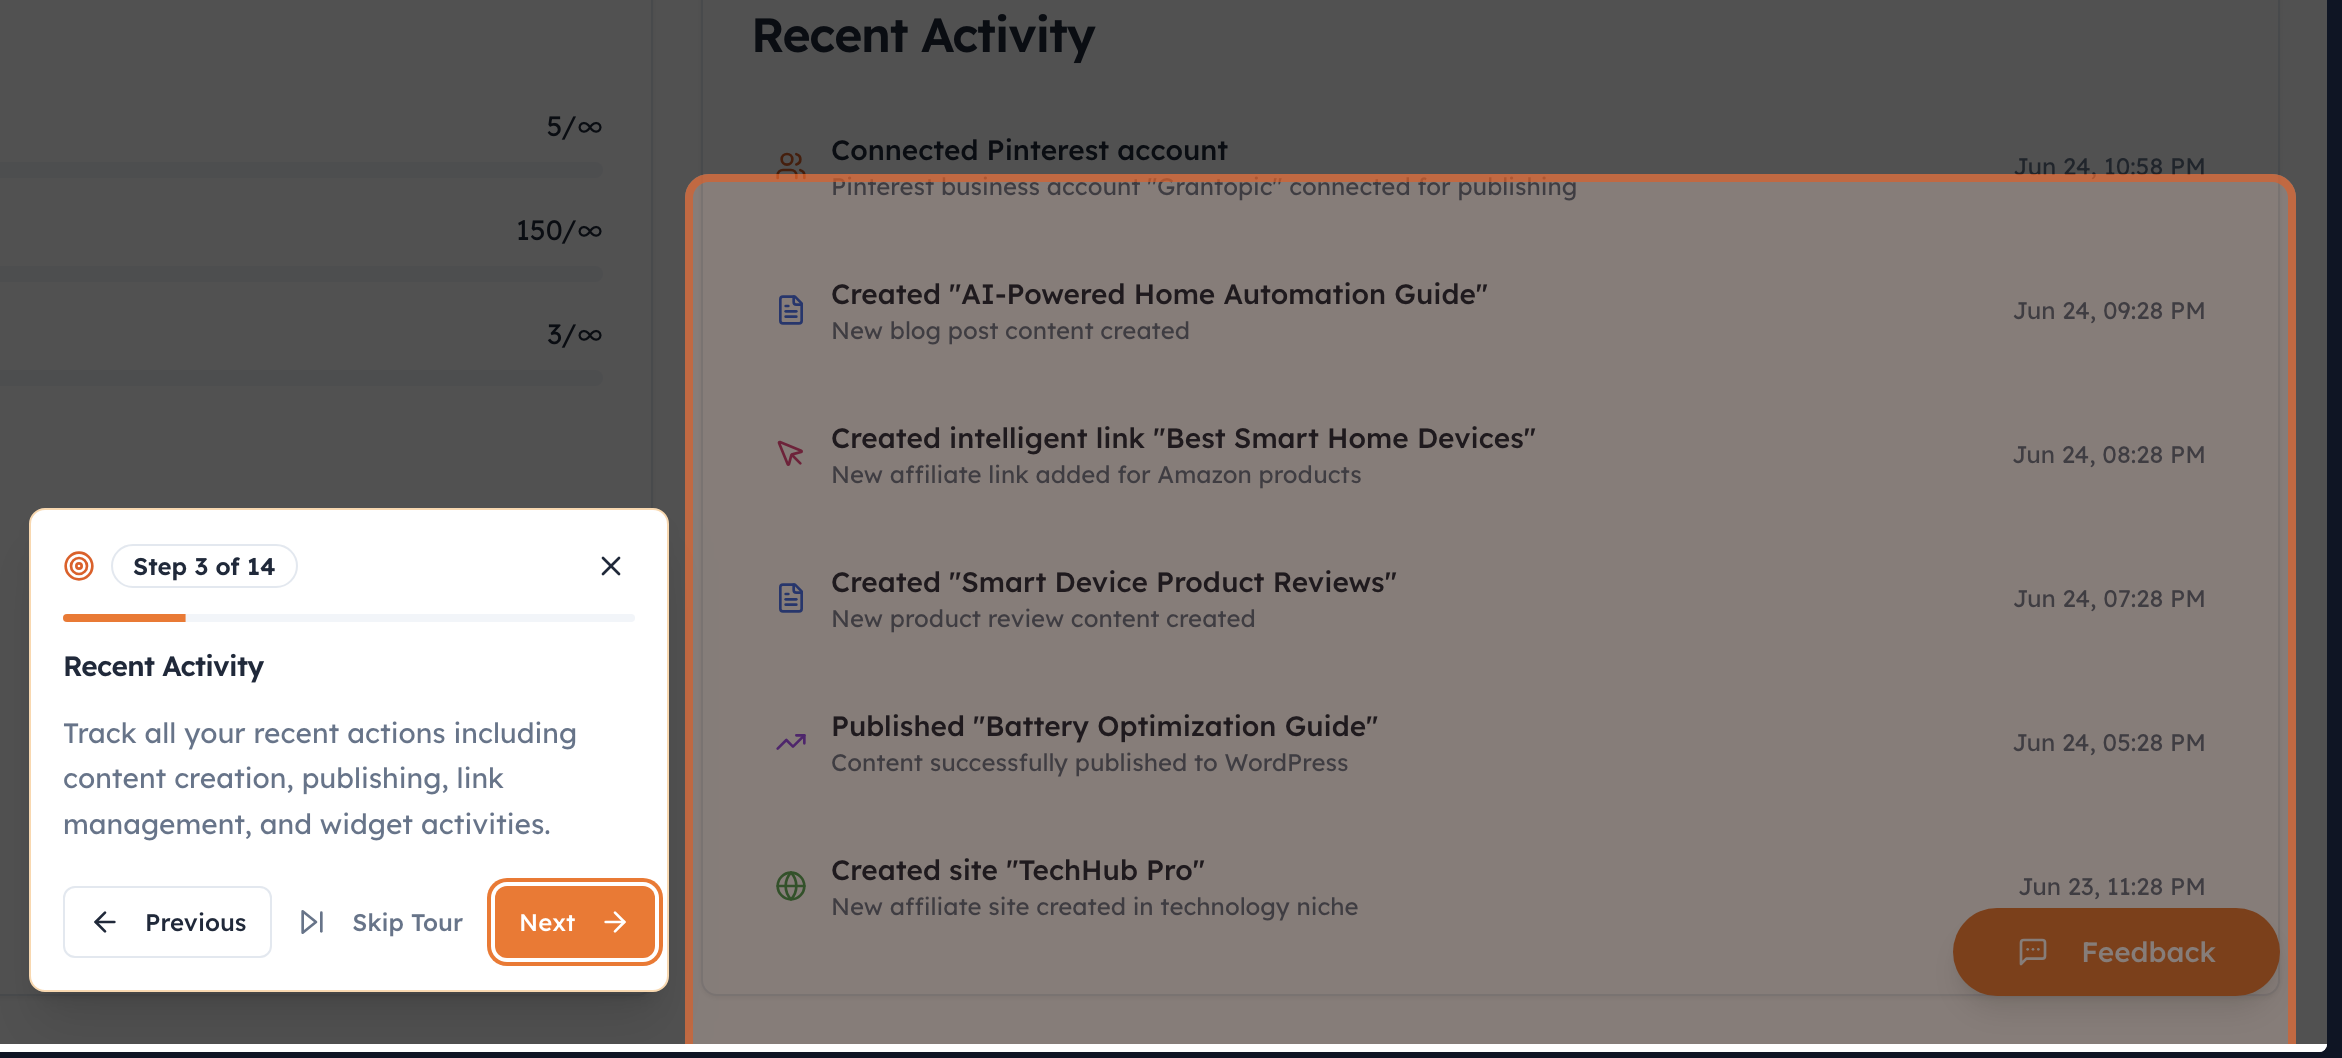 5/∞
150/∞
3/∞
Step 3 of 14
Recent Activity
Track all your recent actions including
content creation, publishing, link
management, and widget activities.
Previous
Skip Tour
Next
Recent Activity
Connected Pinterest account
Pinterest business account "Grantopic" connected for publishing
Jun 24, 10:58 PM
Created "AI-Powered Home Automation Guide"
New blog post content created
Jun 24, 09:28 PM
Created intelligent link "Best Smart Home Devices"
New affiliate link added for Amazon products
Jun 24, 08:28 PM
Created "Smart Device Product Reviews"
New product review content created
Jun 24, 07:28 PM
Published "Battery Optimization Guide"
Content successfully published to WordPress
Jun 24, 05:28 PM
Created site "TechHub Pro"
New affiliate site created in technology niche
Jun 23, 11:28 PM
Feedback